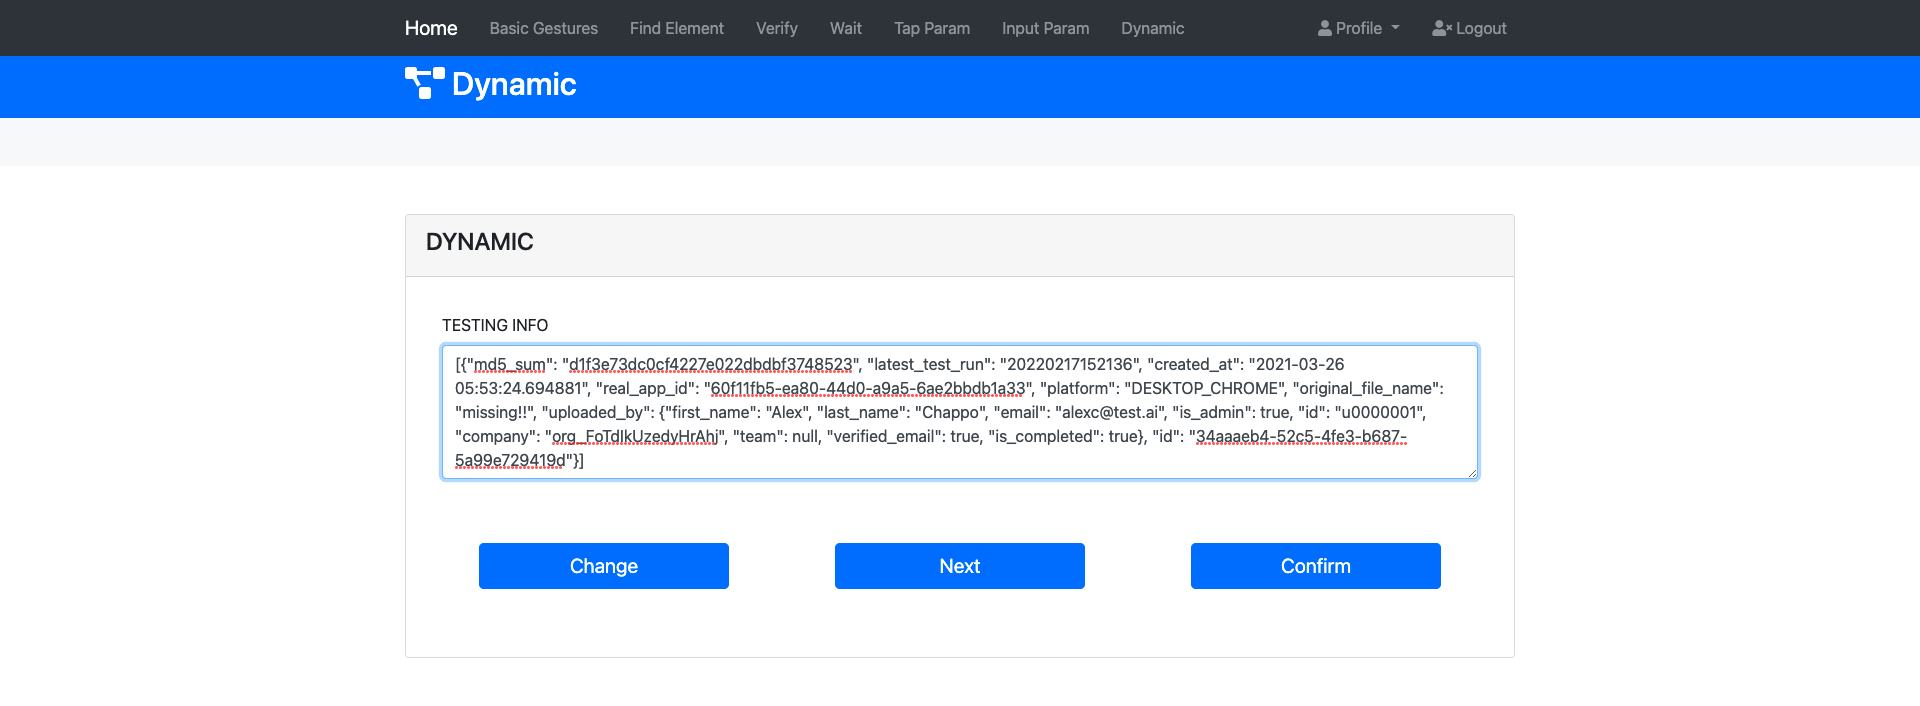 Home Basic Gestures Find Element Verify Wait Tap Param Input Param Dynamic Profile Logout
Dynamic
DYNAMIC
TESTING INFO
[{"md5_sum": "d1f3e73dc0cf4227e022dbdbf3748523", "latest_test_run": "20220217152136", "created_at": "2021-03-26
05:53:24.694881", "real_app_id": "60f11fb5-ea80-44d0-a9a5-6ae2bbdb1a33", "platform": "DESKTOP_CHROME", "original_file_name":
"missing!!", "uploaded_by": {"first_name": "Alex", "last_name": "Chappo", "email": "alexc@test.ai", "is_admin": true, "id": "u0000001",
"company": "org_FoTdIkUzedyHrAhj", "team": null, "verified_email": true, "is_completed": true}, "id": "34aaaeb4-52c5-4fe3-b687-
5a99e729419d"}]
Change Next Confirm